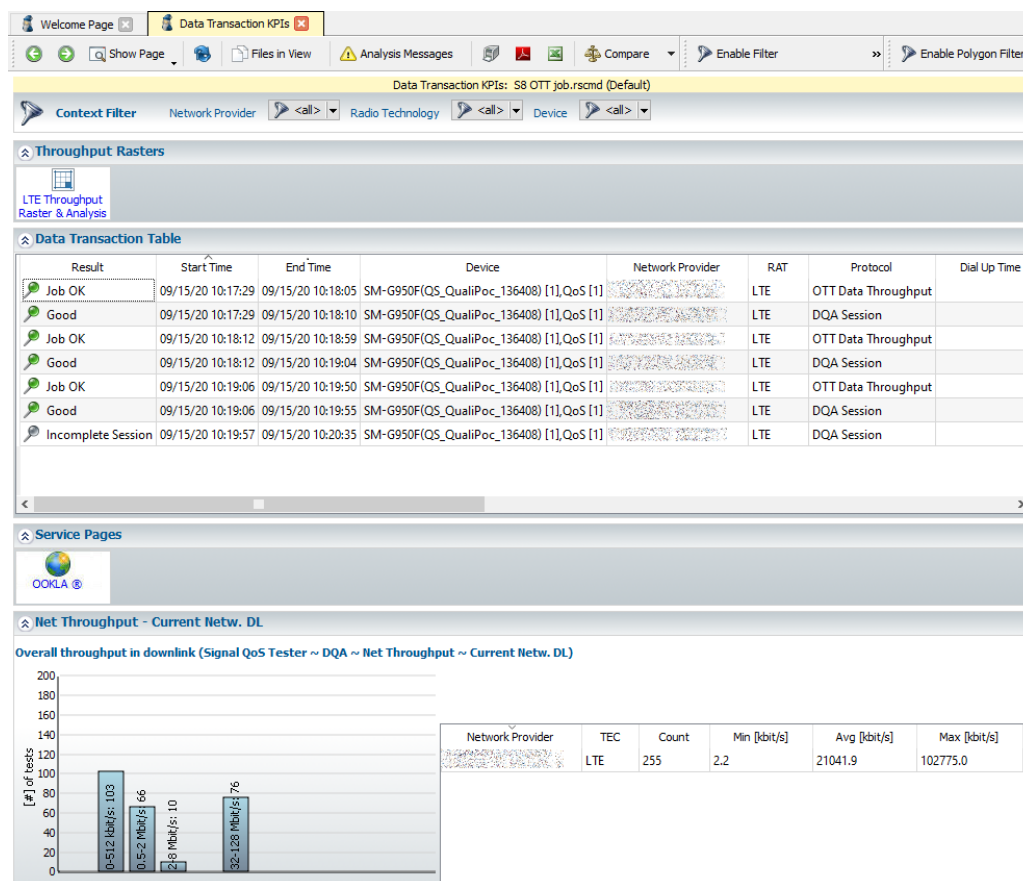 Welcome Page Data Transaction KPIs
Show Page Files in View Analysis Messages Compare Enable Filter » Enable Polygon Filter
Data Transaction KPIs: S8 OTT job.rscmd (Default)
Context Filter Network Provider <all> Radio Technology <all> Device <all>
Throughput Rasters
LTE Throughput
Raster & Analysis
Data Transaction Table
Result Start Time End Time Device Network Provider RAT Protocol Dial Up Time
Job OK 09/15/20 10:17:29 09/15/20 10:18:05 SM-G950F(QS_QualiPoc_136408) [1],QoS [1] LTE OTT Data Throughput
Good 09/15/20 10:17:29 09/15/20 10:18:10 SM-G950F(QS_QualiPoc_136408) [1],QoS [1] LTE DQA Session
Job OK 09/15/20 10:18:12 09/15/20 10:18:59 SM-G950F(QS_QualiPoc_136408) [1],QoS [1] LTE OTT Data Throughput
Good 09/15/20 10:18:12 09/15/20 10:19:04 SM-G950F(QS_QualiPoc_136408) [1],QoS [1] LTE DQA Session
Job OK 09/15/20 10:19:06 09/15/20 10:19:50 SM-G950F(QS_QualiPoc_136408) [1],QoS [1] LTE OTT Data Throughput
Good 09/15/20 10:19:06 09/15/20 10:19:55 SM-G950F(QS_QualiPoc_136408) [1],QoS [1] LTE DQA Session
Incomplete Session 09/15/20 10:19:57 09/15/20 10:20:35 SM-G950F(QS_QualiPoc_136408) [1],QoS [1] LTE DQA Session
Service Pages
OOKLA ®
Net Throughput - Current Netw. DL
Overall throughput in downlink (Signal QoS Tester ~ DQA ~ Net Throughput ~ Current Netw. DL)
[#] of tests
200
180
160
140
120
100
80
60
40
20
0
0-512 kbit/s: 103
0.5-2 Mbit/s: 66
2-8 Mbit/s: 10
32-128 Mbit/s: 76
Network Provider TEC Count Min [kbit/s] Avg [kbit/s] Max [kbit/s]
LTE 255 2.2 21041.9 102775.0